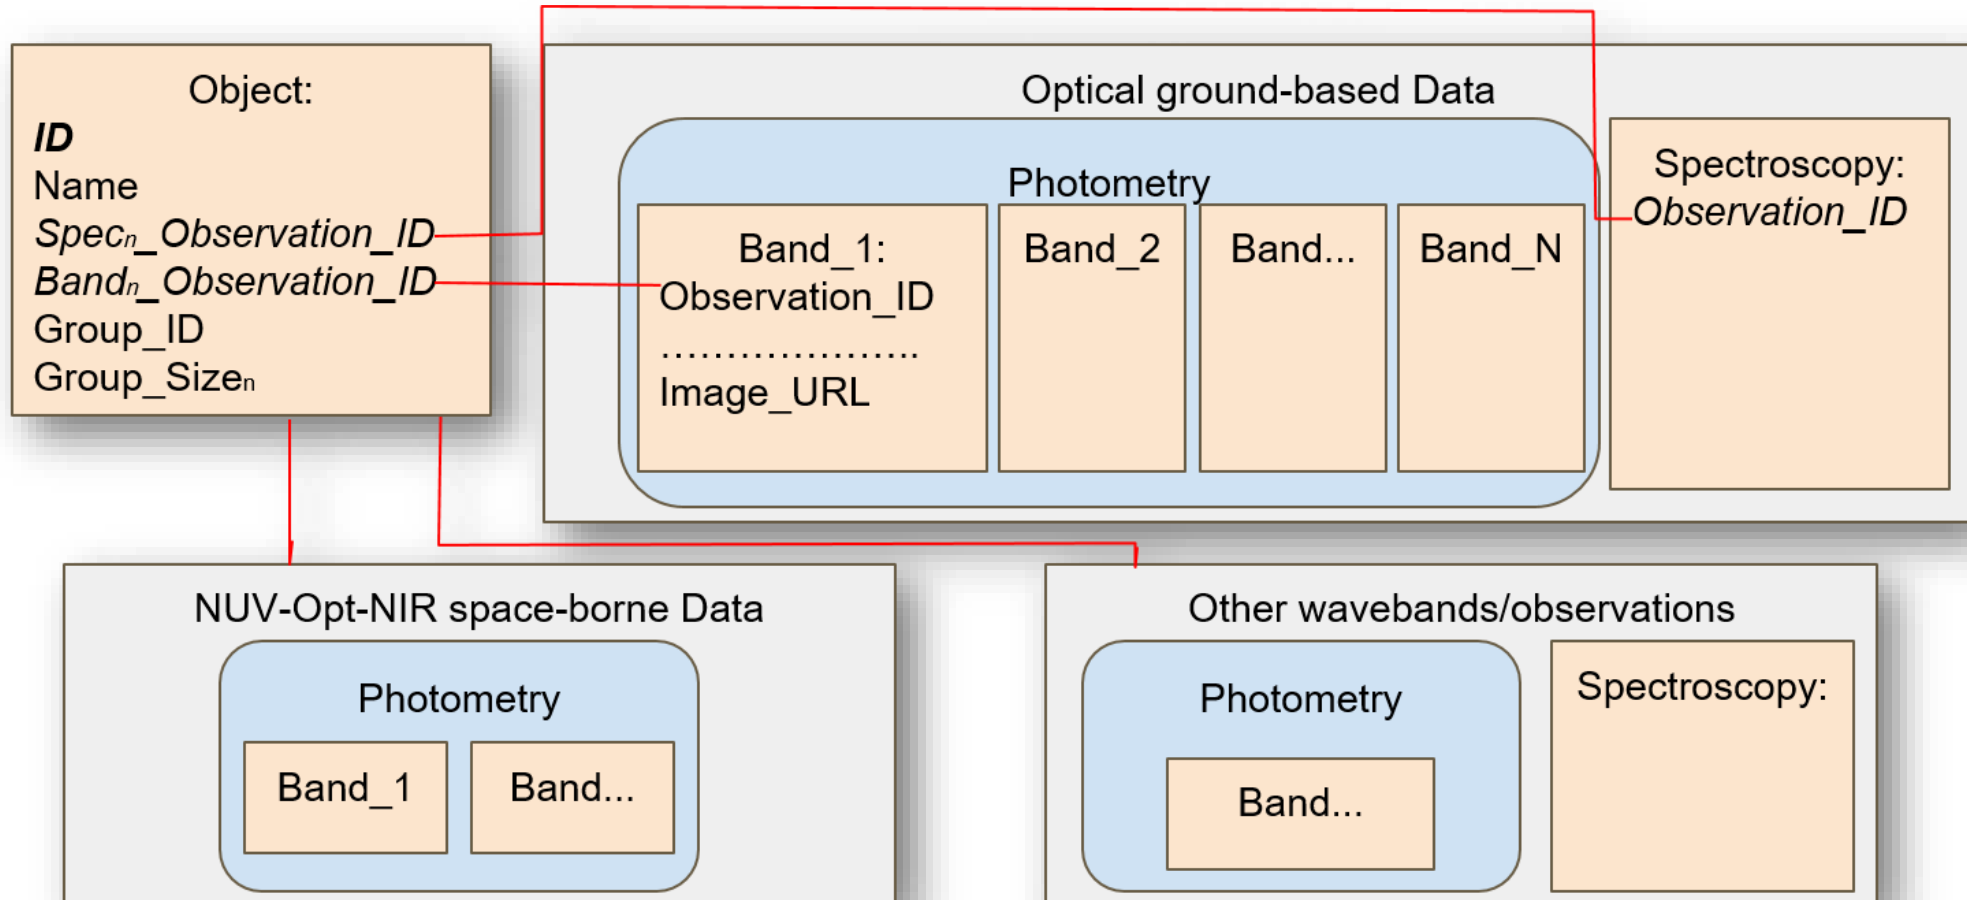 Object:
ID
Name
Specn_Observation_ID
Bandn_Observation_ID
Group_ID
Group_Sizen
Optical ground-based Data
Photometry
Band_1:
Observation_ID
....................
Image_URL
Band_2
Band...
Band_N
Spectroscopy:
Observation_ID
NUV-Opt-NIR space-borne Data
Photometry
Band_1
Band...
Other wavebands/observations
Photometry
Band...
Spectroscopy: